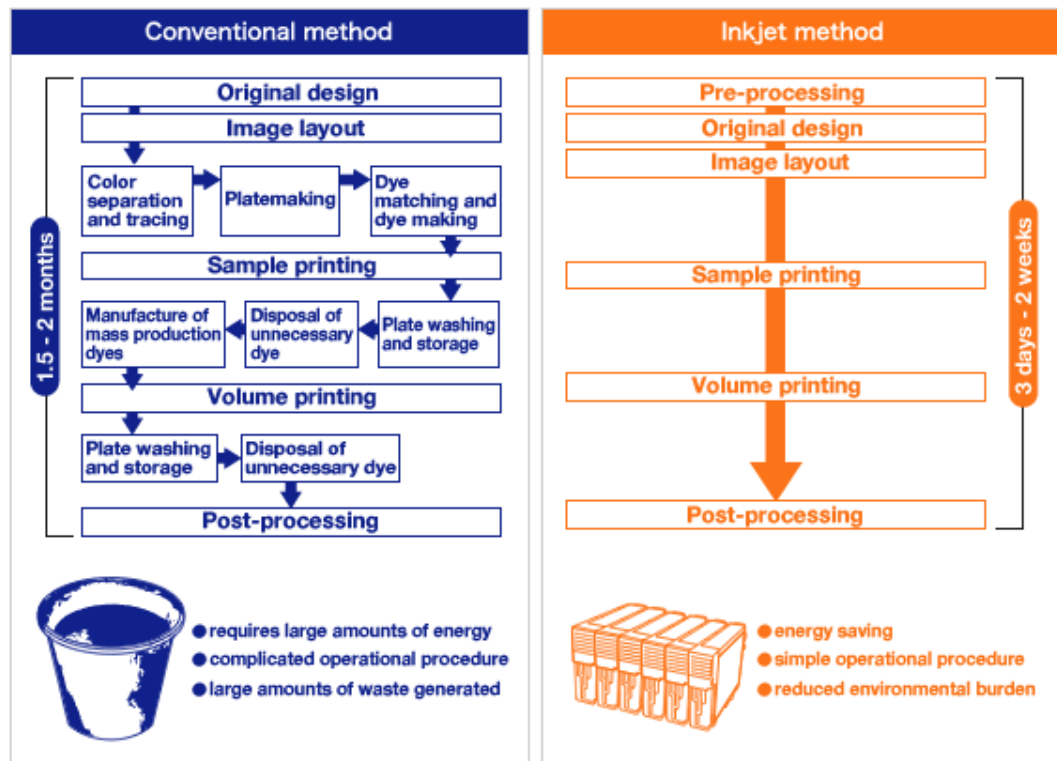 Conventional method
1.5 - 2 months
Original design
Image layout
Color
separation
and tracing
Platemaking
Dye
matching and
dye making
Sample printing
Manufacture of
mass production
dyes
Disposal of
unnecessary
dye
Plate washing
and storage
Volume printing
Plate washing
and storage
Disposal of
unnecessary dye
Post-processing
●requires large amounts of energy
●complicated operational procedure
●large amounts of waste generated
Inkjet method
Pre-processing
Original design
Image layout
Sample printing
Volume printing
Post-processing
3 days - 2 weeks
●energy saving
●simple operational procedure
●reduced environmental burden